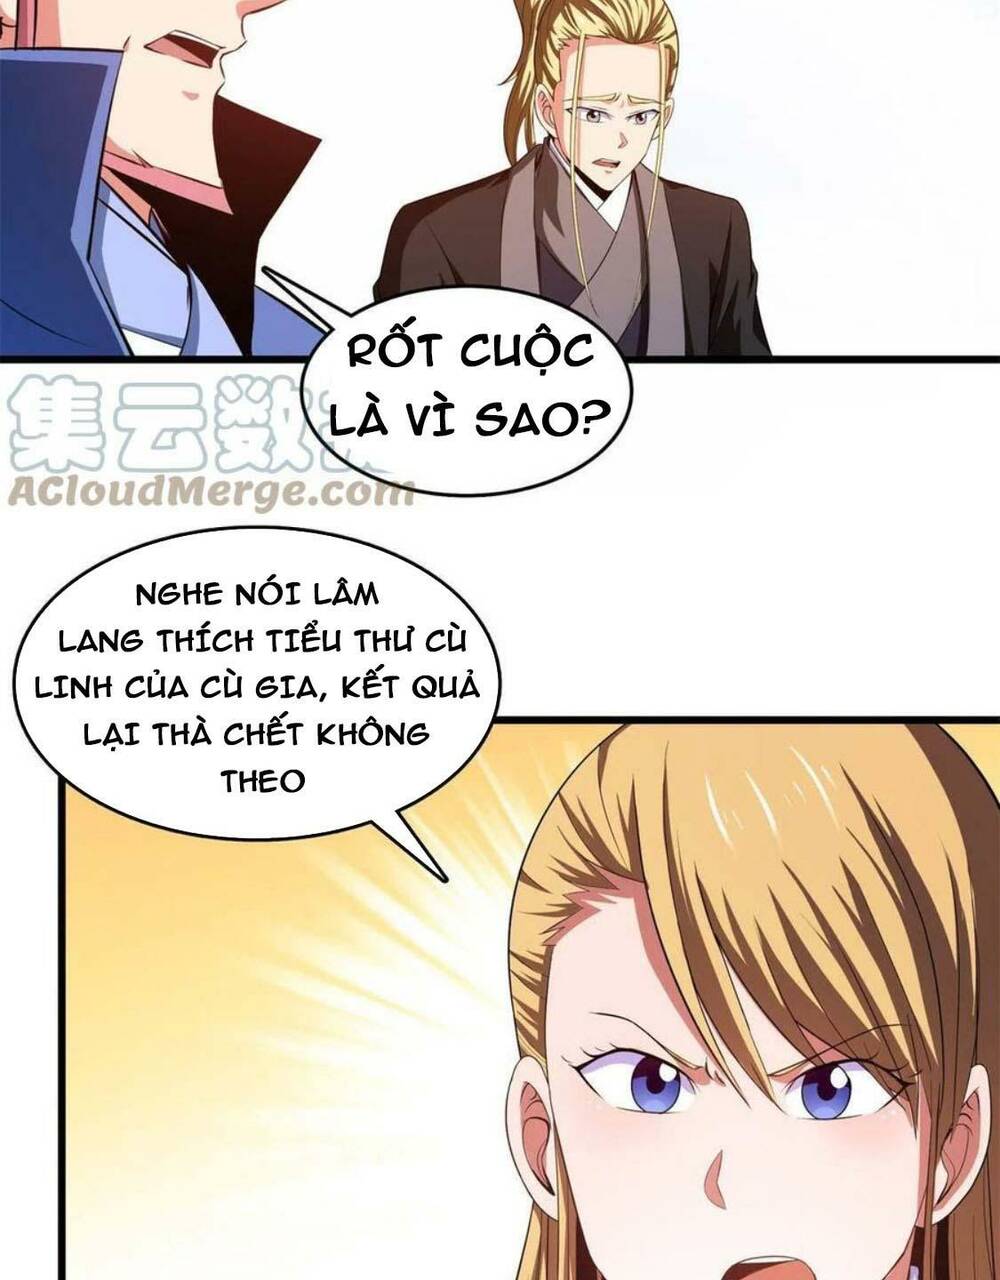 RỐT CUỘC
LÀ VÌ SAO?
集云数
ACloudMerge.com
NGHE NÓI LÂM
LANG THÍCH TIỂU THƯ CÙ
LINH CỦA CÙ GIA, KẾT QUẢ
LẠI THÀ CHẾT KHÔNG
THEO